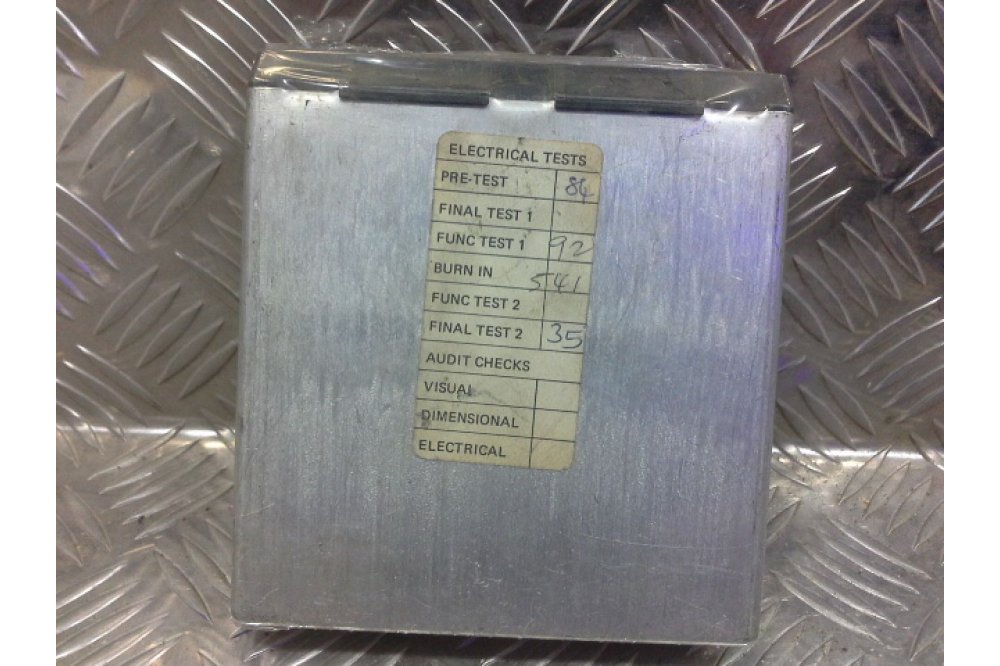 ELECTRICAL TESTS
PRE-TEST 84
FINAL TEST 1
FUNC TEST 1 92
BURN IN 541
FUNC TEST 2
FINAL TEST 2 35
AUDIT CHECKS
VISUAL
DIMENSIONAL
ELECTRICAL